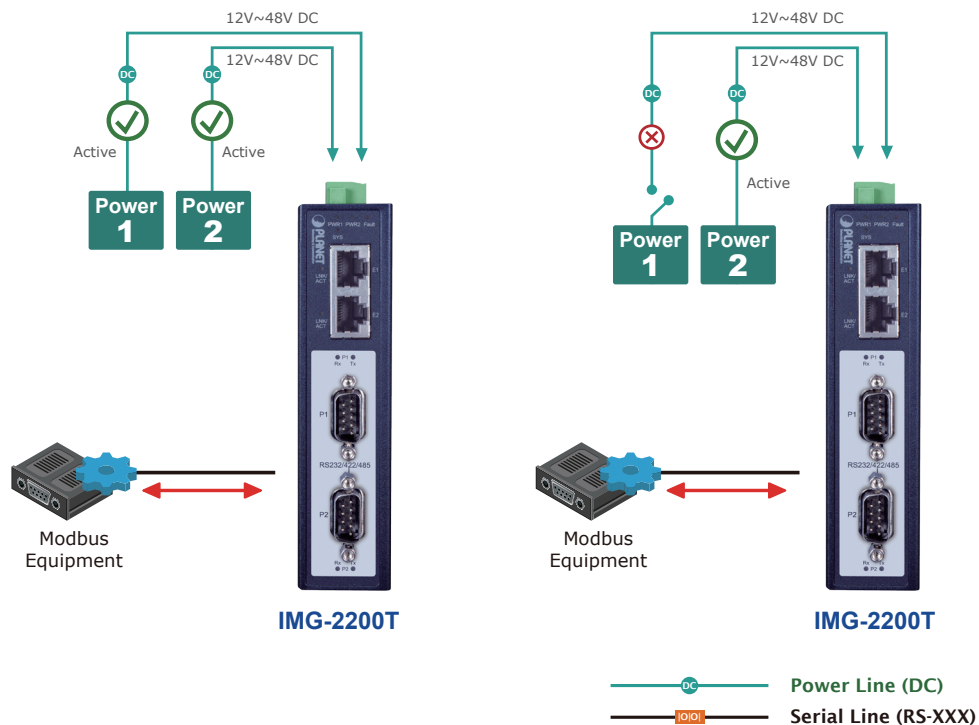 12V~48V DC
12V~48V DC
DC
DC
Active
Active
Power
1
Power
2
PLANET
PWR1 PWR2 Fault
SYS
LNK/
ACT
E1
LNK/
ACT
E2
P1
Rx Tx
P1
RS232/422/485
P2
Rx Tx
P2
Modbus
Equipment
IMG-2200T
12V~48V DC
12V~48V DC
DC
DC
Active
Power
1
Power
2
PLANET
PWR1 PWR2 Fault
SYS
LNK/
ACT
E1
LNK/
ACT
E2
P1
Rx Tx
P1
RS232/422/485
P2
Rx Tx
P2
Modbus
Equipment
IMG-2200T
DC
Power Line (DC)
IOIOI
Serial Line (RS-XXX)